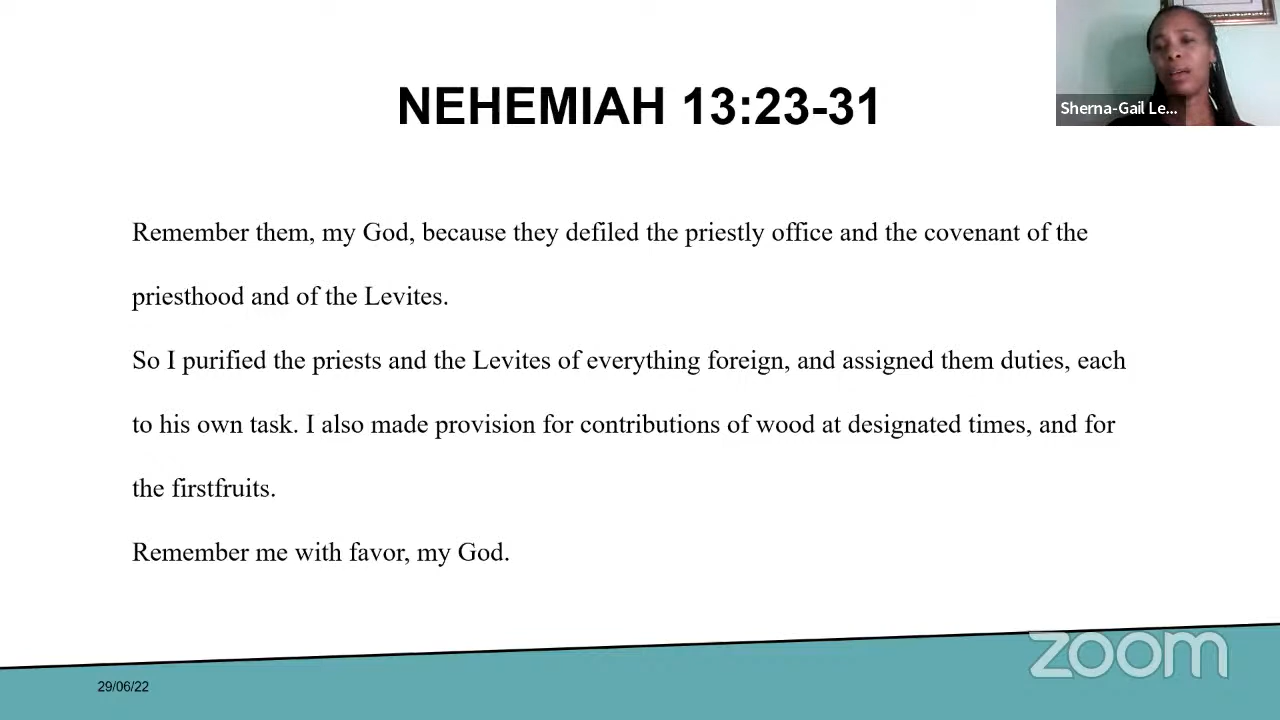 NEHEMIAH 13:23-31
Sherna-Gail Le...
Remember them, my God, because they defiled the priestly office and the covenant of the
priesthood and of the Levites.
So I purified the priests and the Levites of everything foreign, and assigned them duties, each
to his own task. I also made provision for contributions of wood at designated times, and for
the firstfruits.
Remember me with favor, my God.
zoom
29/06/22